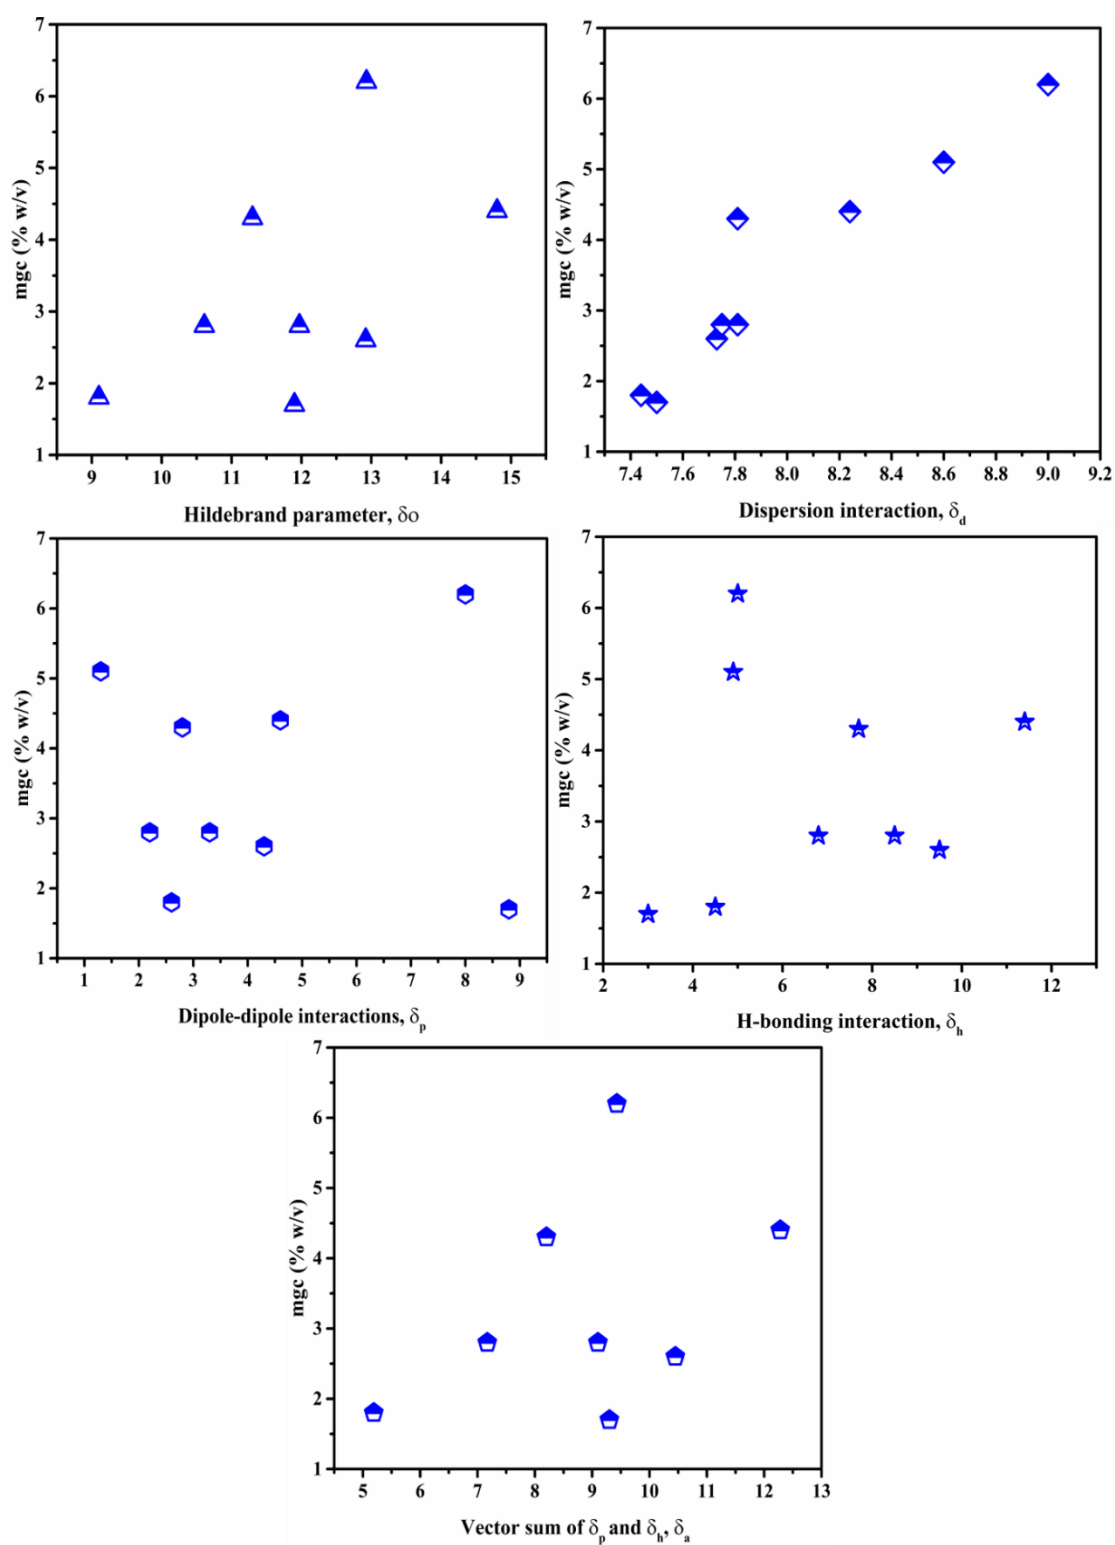 7
6
5
4
3
2
1
mgc (% w/v)
9 10 11 12 13 14 15
Hildebrand parameter, δo
7
6
5
4
3
2
1
mgc (% w/v)
7.4 7.6 7.8 8.0 8.2 8.4 8.6 8.8 9.0 9.2
Dispersion interaction, δd
7
6
5
4
3
2
1
mgc (% w/v)
1 2 3 4 5 6 7 8 9
Dipole-dipole interactions, δp
7
6
5
4
3
2
1
mgc (% w/v)
2 4 6 8 10 12
H-bonding interaction, δh
7
6
5
4
3
2
1
mgc (% w/v)
5 6 7 8 9 10 11 12 13
Vector sum of δp and δh, δa